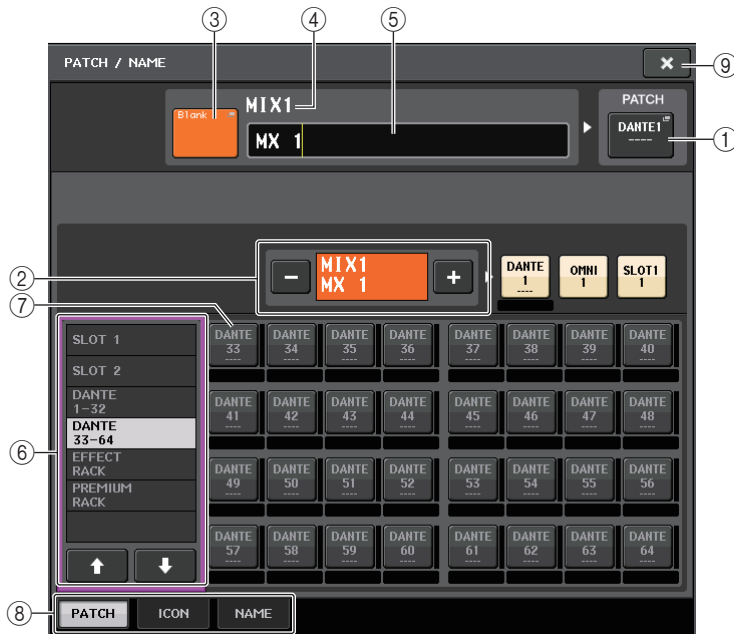 ③ ④ ⑤
PATCH / NAME
⑨
Blank
MIX1
MX 1
PATCH
DANTE1
----
①
②
MIX1
MX 1
DANTE 1 ----
OMNI 1
SLOT1 1
⑦
SLOT 1
SLOT 2
DANTE 1-32
DANTE 33-64
EFFECT RACK
PREMIUM RACK
⑥
DANTE DANTE DANTE DANTE DANTE DANTE DANTE DANTE
33 34 35 36 37 38 39 40
---- ---- ---- ---- ---- ---- ---- ----
DANTE DANTE DANTE DANTE DANTE DANTE DANTE DANTE
41 42 43 44 45 46 47 48
---- ---- ---- ---- ---- ---- ---- ----
DANTE DANTE DANTE DANTE DANTE DANTE DANTE DANTE
49 50 51 52 53 54 55 56
---- ---- ---- ---- ---- ---- ---- ----
DANTE DANTE DANTE DANTE DANTE DANTE DANTE DANTE
57 58 59 60 61 62 63 64
---- ---- ---- ---- ---- ---- ---- ----
⑧
PATCH ICON NAME